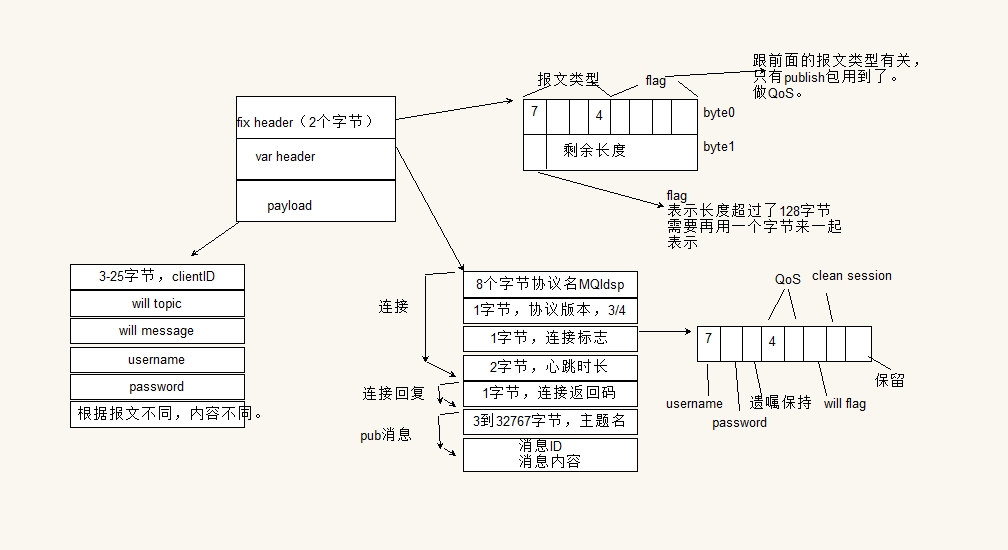 跟前面的报文类型有关，
只有publish包用到了。
做QoS。
报文类型
flag
7
4
byte0
剩余长度
byte1
flag
表示长度超过了128字节
需要再用一个字节来一起
表示
fix header（2个字节）
var header
payload
3-25字节，clientID
will topic
will message
username
password
根据报文不同，内容不同。
连接
连接回复
pub消息
8个字节协议名MQIdsp
1字节，协议版本，3/4
1字节，连接标志
2字节，心跳时长
1字节，连接返回码
3到32767字节，主题名
消息ID
消息内容
QoS
clean session
7
4
保留
username
遗嘱保持
will flag
password